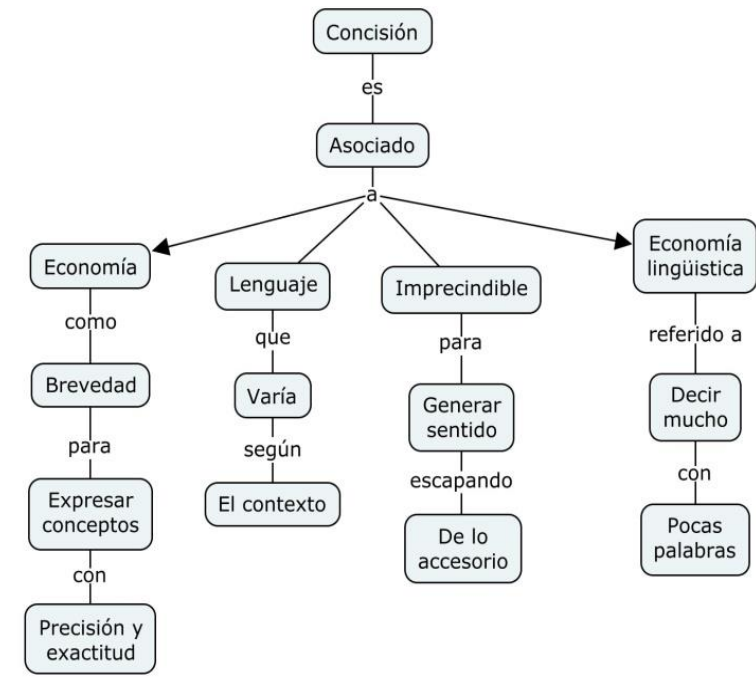 Concisión
es
Asociado
a
Economía
como
Brevedad
para
Expresar
conceptos
con
Precisión y
exactitud
Lenguaje
que
Varía
según
El contexto
Imprecindible
para
Generar
sentido
escapando
De lo
accesorio
Economía
lingüistica
referido a
Decir
mucho
con
Pocas
palabras